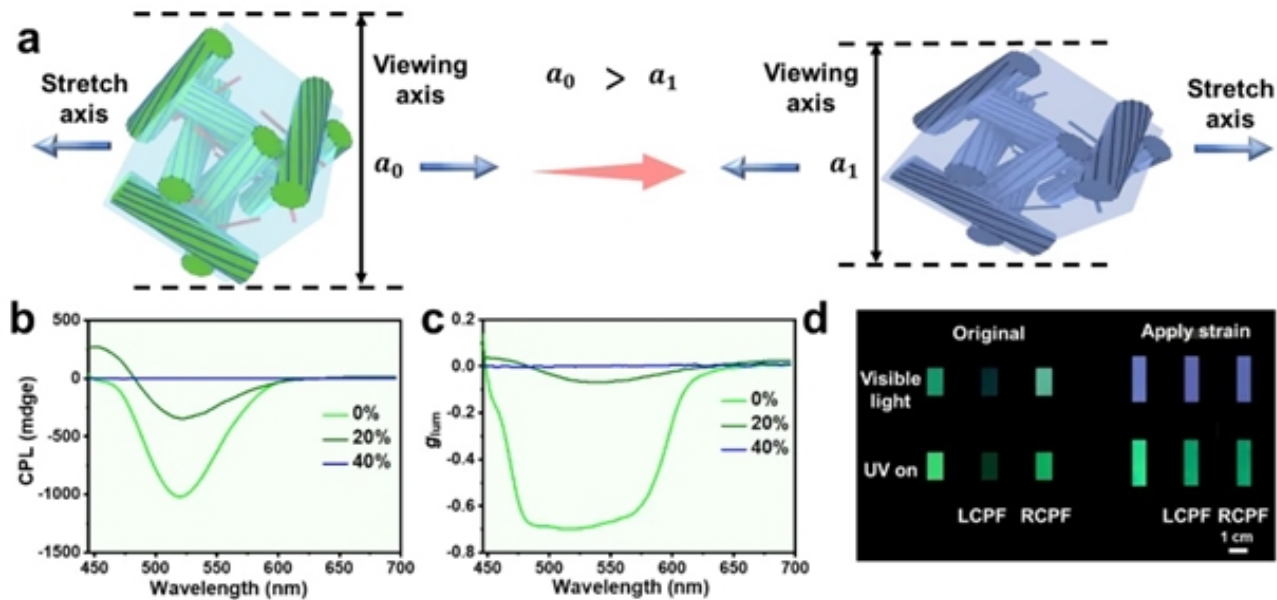 a
Stretch
axis
Viewing
axis
a₀
a₀ > a₁
Viewing
axis
a₁
Stretch
axis
b
500
0
-500
-1000
-1500
CPL (mdge)
0%
20%
40%
450 500 550 600 650 700
Wavelength (nm)
c
0.2
0.0
-0.2
-0.4
-0.6
-0.8
glum
0%
20%
40%
450 500 550 600 650 700
Wavelength (nm)
d
Original Apply strain
Visible
light
UV on
LCPF RCPF LCPF RCPF
1 cm